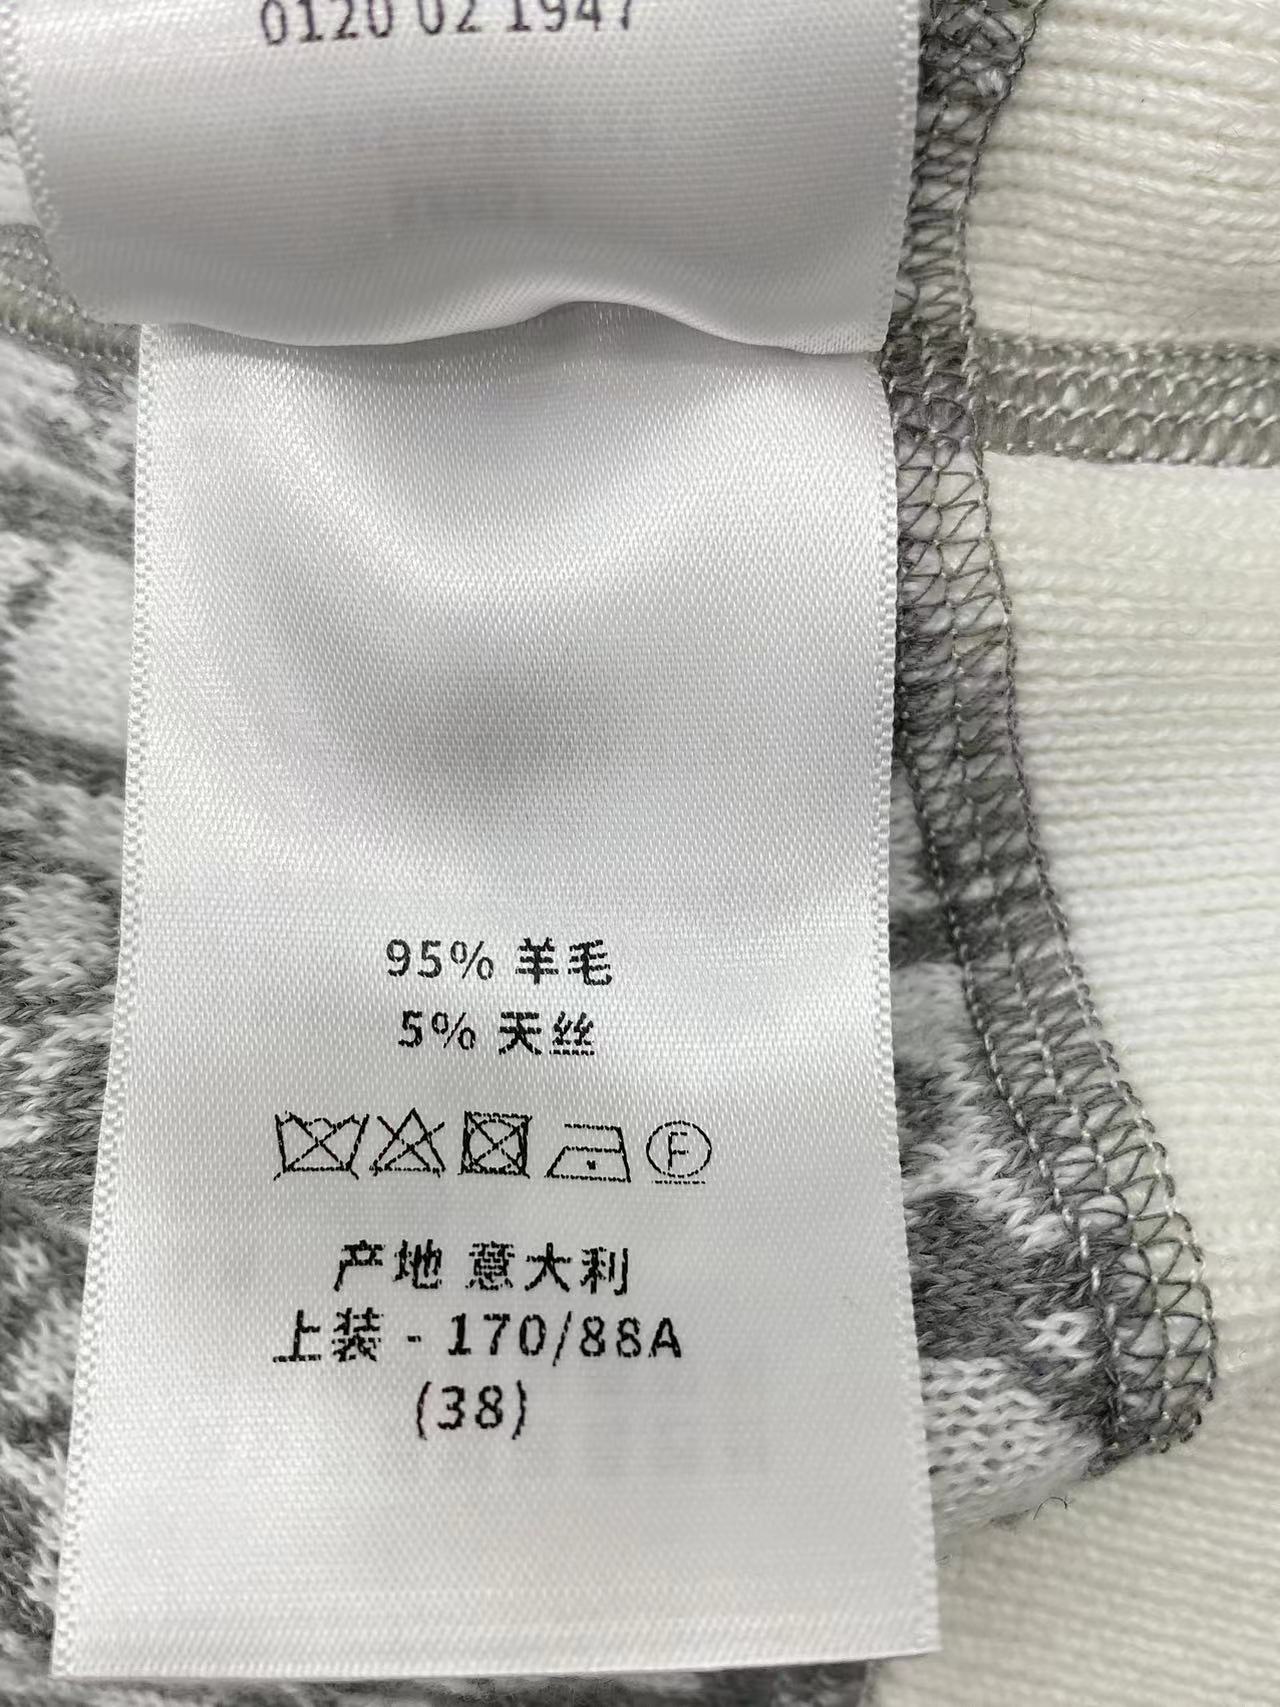 0120 02 1947
95% 羊毛
5% 天丝
F
产地 意大利
上装 - 170/88A
(38)